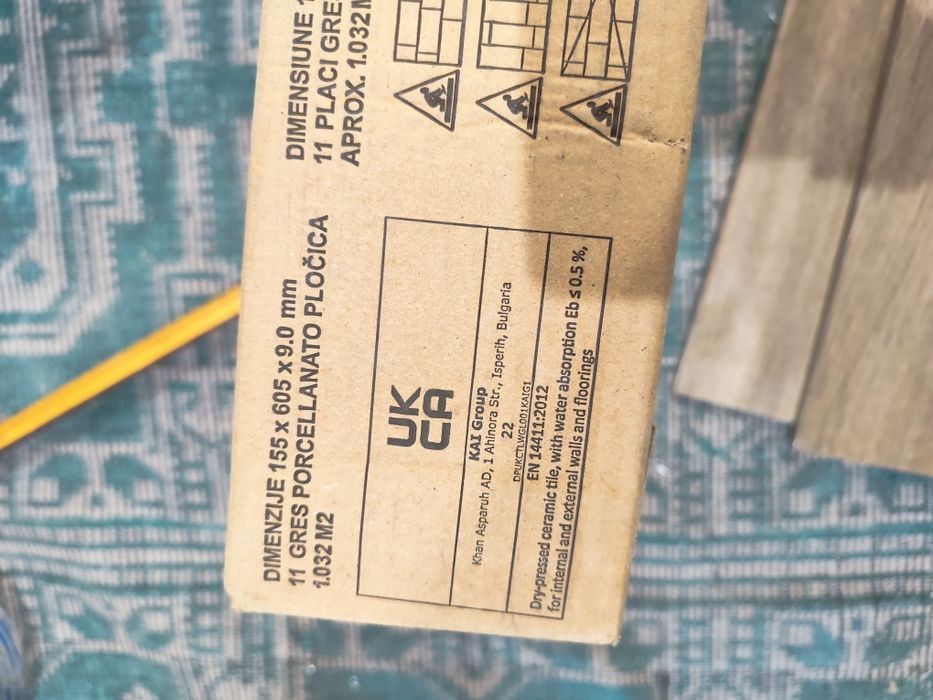 DIMENSIUNE 1
11 PLACI GRES
APROX. 1.032 M
DIMENZIJE 155 x 605 x 9.0 mm
11 GRES PORCELLANATO PLOČICA
1.032 M2
UK
CA
KAI Group
Khan Asparuh AD, 1 Ahinora Str., Isperih, Bulgaria
22
DPUKCTLWGL001KAIG1
EN 14411:2012
Dry-pressed ceramic tile, with water absorption Eb ≤ 0.5 %,
for internal and external walls and floorings